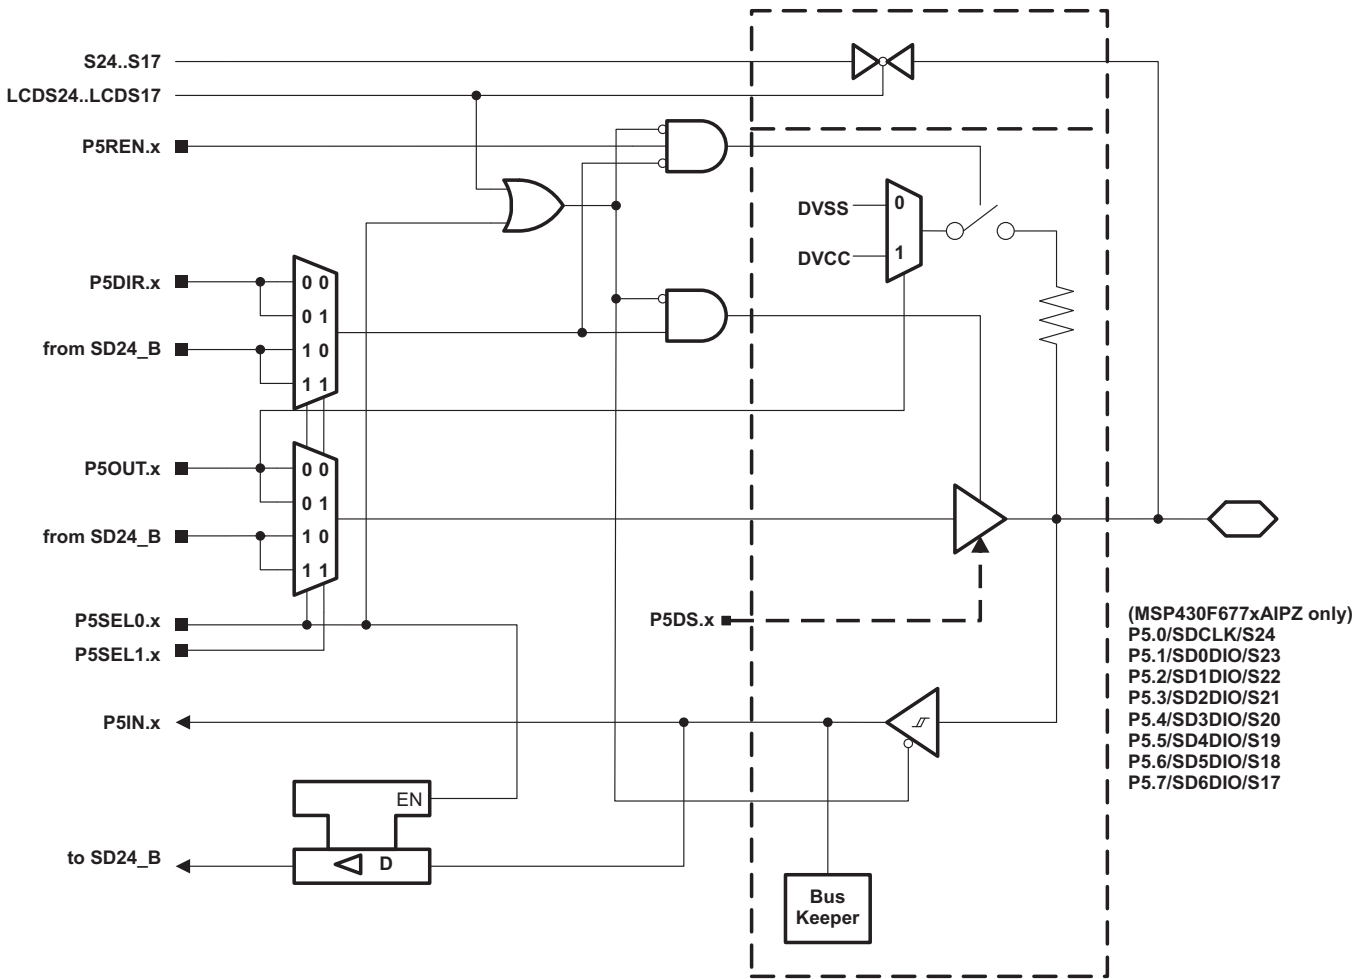 S24..S17
LCDS24..LCDS17
P5REN.x
DVSS
0
DVCC
1
P5DIR.x
0 0
0 1
from SD24_B
1 0
1 1
P5OUT.x
0 0
0 1
from SD24_B
1 0
1 1
P5SEL0.x
P5SEL1.x
P5DS.x
(MSP430F677xAIPZ only)
P5.0/SDCLK/S24
P5.1/SD0DIO/S23
P5.2/SD1DIO/S22
P5.3/SD2DIO/S21
P5.4/SD3DIO/S20
P5.5/SD4DIO/S19
P5.6/SD5DIO/S18
P5.7/SD6DIO/S17
P5IN.x
EN
to SD24_B
D
Bus
Keeper